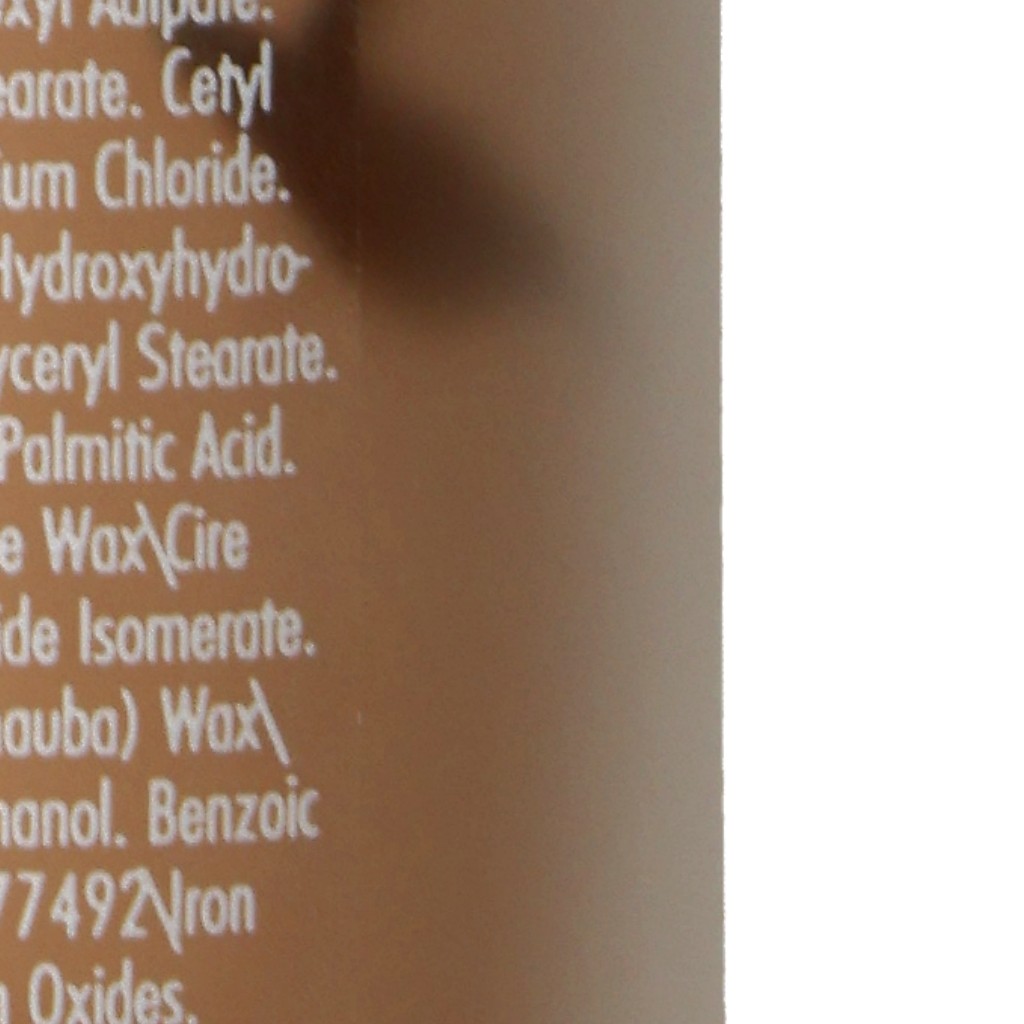 Adipate.
earate. Cetyl
ium Chloride.
Hydroxyhydro-
yceryl Stearate.
Palmitic Acid.
e Wax\Cire
ide Isomerate.
auba) Wax\
hanol. Benzoic
77492\Iron
Oxides.